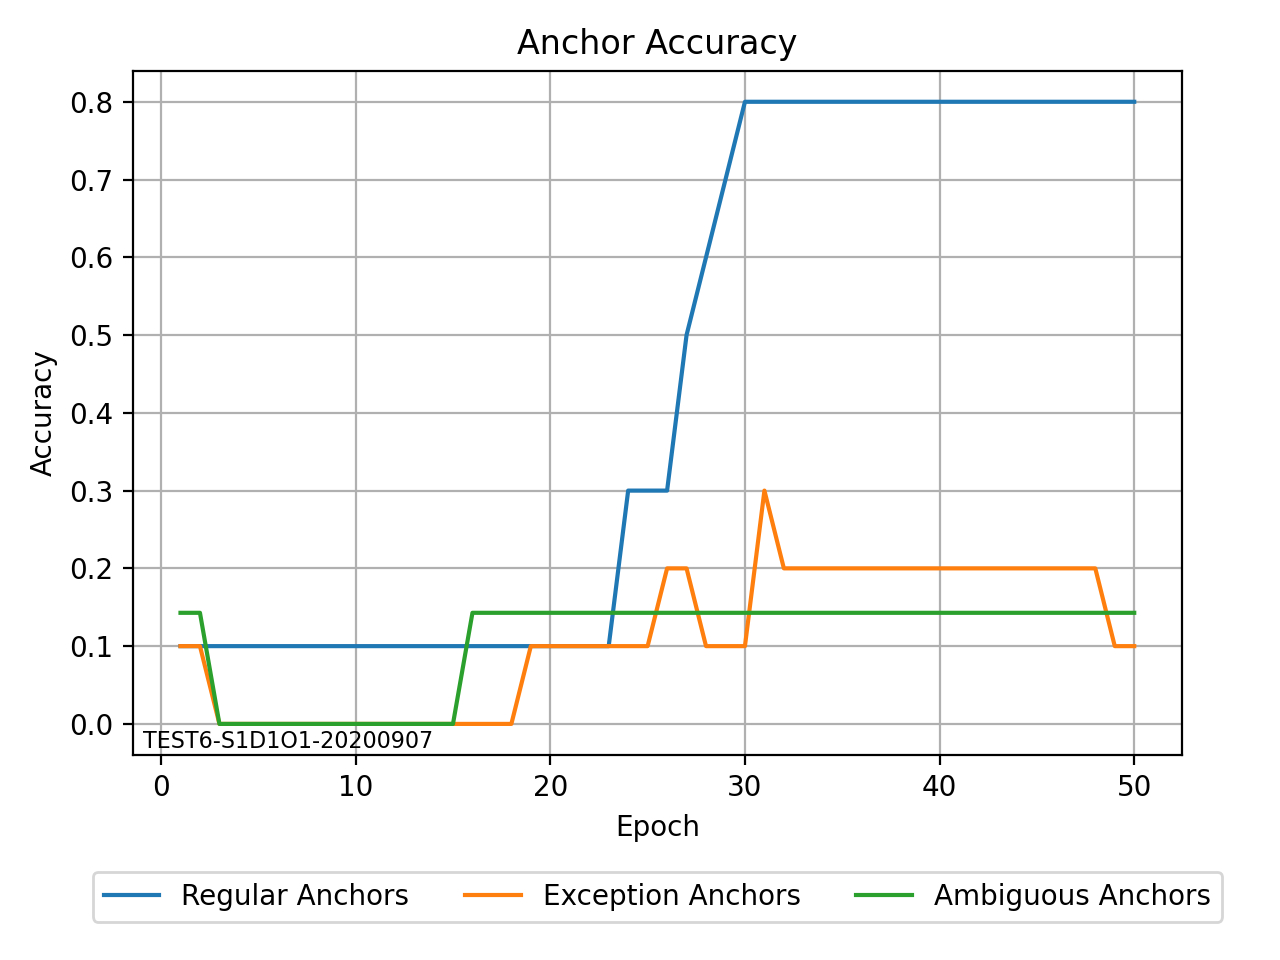 Anchor Accuracy
Accuracy
0.8
0.7
0.6
0.5
0.4
0.3
0.2
0.1
0.0
TEST6-S1D1O1-20200907
0 10 20 30 40 50
Epoch
Regular Anchors Exception Anchors Ambiguous Anchors